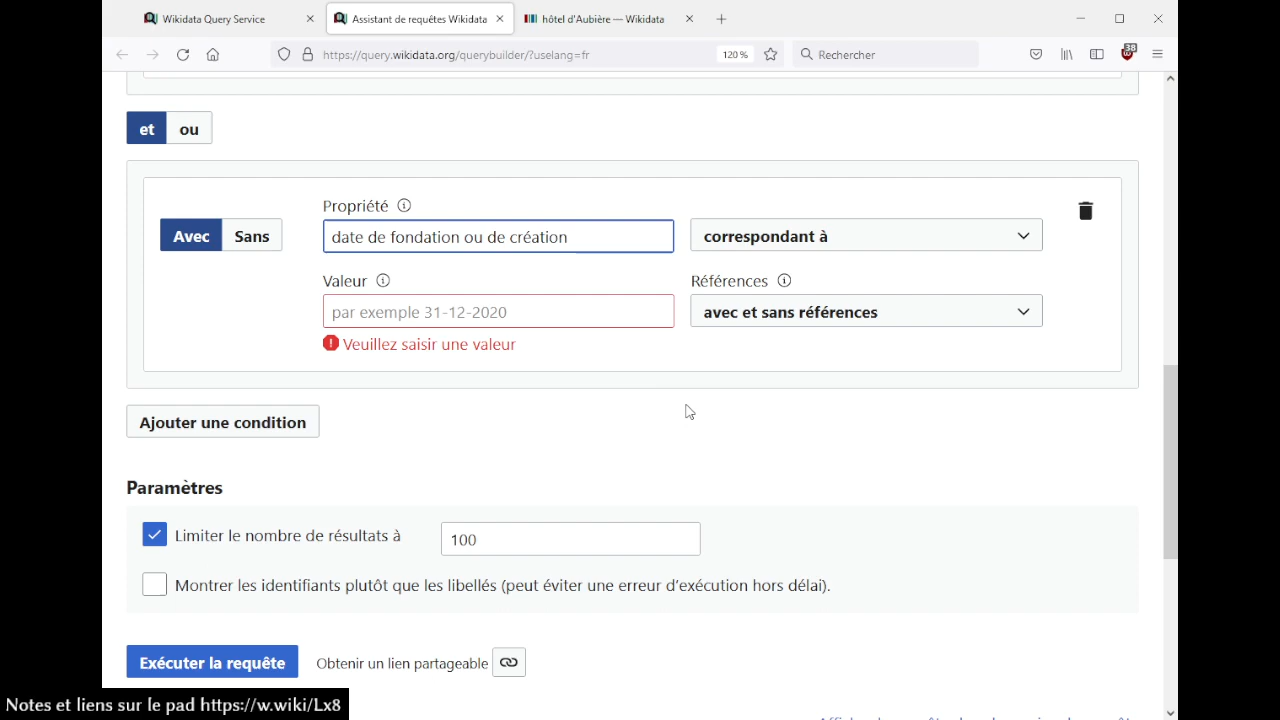 Wikidata Query Service
Assistant de requêtes Wikidata
hôtel d'Aubière — Wikidata
https://query.wikidata.org/querybuilder/?uselang=fr
120 %
Rechercher
38
et ou
Propriété
Avec Sans
date de fondation ou de création
correspondant à
Valeur
Références
par exemple 31-12-2020
avec et sans références
Veuillez saisir une valeur
Ajouter une condition
Paramètres
Limiter le nombre de résultats à
100
Montrer les identifiants plutôt que les libellés (peut éviter une erreur d’exécution hors délai).
Exécuter la requête
Obtenir un lien partageable
Notes et liens sur le pad https://w.wiki/Lx8